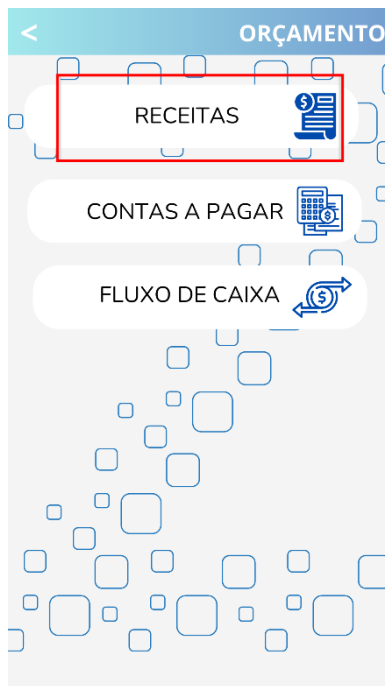 < ORÇAMENTO
RECEITAS
CONTAS A PAGAR
FLUXO DE CAIXA